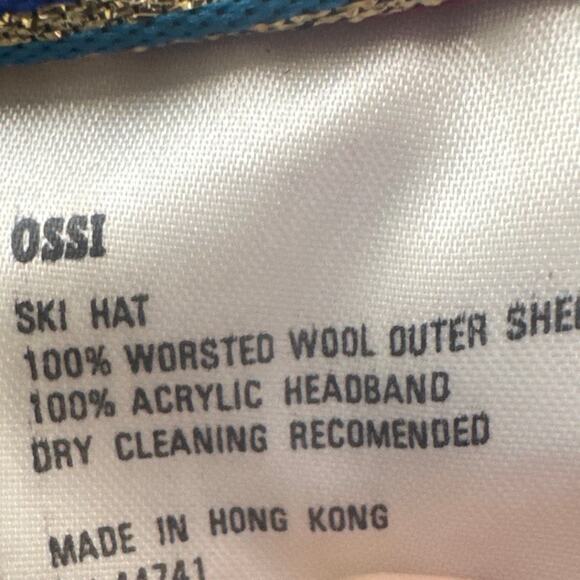 OSSI
SKI HAT
100% WORSTED WOOL OUTER
100% ACRYLIC HEADBAND
DRY CLEANING RECOMENDED
MADE IN HONG KONG